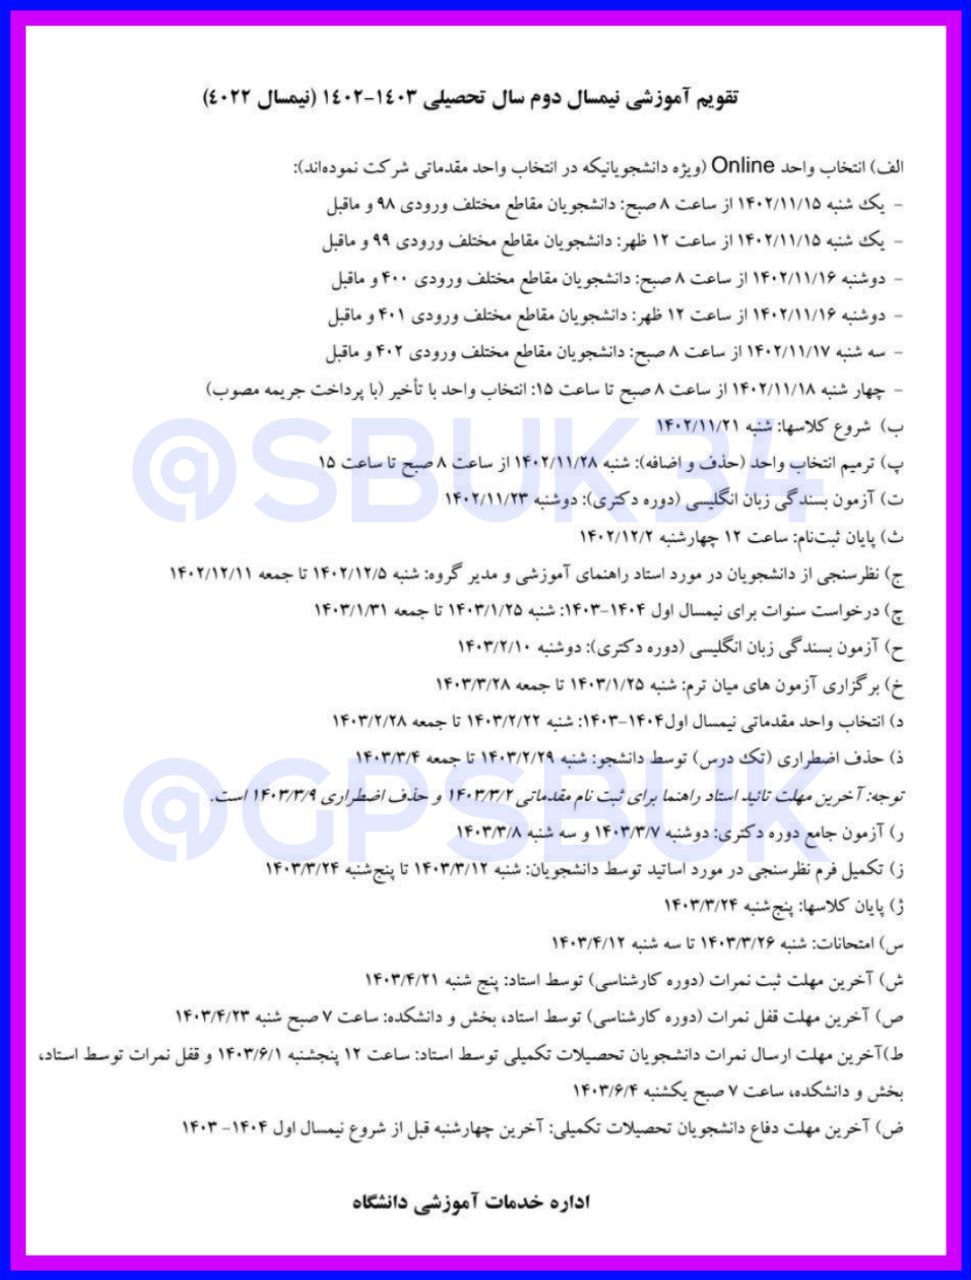 تقویم آموزشی نیمسال دوم سال تحصیلی ۱٤۰۳-۱٤۰۲ (نیمسال ٤۰۲۲)
الف) انتخاب واحد Online (ویژه دانشجویانیکه در انتخاب واحد مقدماتی شرکت نموده‌اند):
- یک شنبه ۱۴۰۲/۱۱/۱۵ از ساعت ۸ صبح: دانشجویان مقاطع مختلف ورودی ۹۸ و ماقبل
- یک شنبه ۱۴۰۲/۱۱/۱۵ از ساعت ۱۲ ظهر: دانشجویان مقاطع مختلف ورودی ۹۹ و ماقبل
- دوشنبه ۱۴۰۲/۱۱/۱۶ از ساعت ۸ صبح: دانشجویان مقاطع مختلف ورودی ۴۰۰ و ماقبل
- دوشنبه ۱۴۰۲/۱۱/۱۶ از ساعت ۱۲ ظهر: دانشجویان مقاطع مختلف ورودی ۴۰۱ و ماقبل
- سه شنبه ۱۴۰۲/۱۱/۱۷ از ساعت ۸ صبح: دانشجویان مقاطع مختلف ورودی ۴۰۲ و ماقبل
- چهار شنبه ۱۴۰۲/۱۱/۱۸ از ساعت ۸ صبح تا ساعت ۱۵: انتخاب واحد با تأخیر (با پرداخت جریمه مصوب)
ب) شروع کلاسها: شنبه ۱۴۰۲/۱۱/۲۱
@SBUK34
پ) ترمیم انتخاب واحد (حذف و اضافه): شنبه ۱۴۰۲/۱۱/۲۸ از ساعت ۸ صبح تا ساعت ۱۵
ت) آزمون بسندگی زبان انگلیسی (دوره دکتری): دوشنبه ۱۴۰۲/۱۱/۲۳
ث) پایان ثبت‌نام: ساعت ۱۲ چهارشنبه ۱۴۰۲/۱۲/۲
ج) نظرسنجی از دانشجویان در مورد استاد راهنمای آموزشی و مدیر گروه: شنبه ۱۴۰۲/۱۲/۵ تا جمعه ۱۴۰۲/۱۲/۱۱
چ) درخواست سنوات برای نیمسال اول ۱۴۰۴-۱۴۰۳: شنبه ۱۴۰۳/۱/۲۵ تا جمعه ۱۴۰۳/۱/۳۱
ح) آزمون بسندگی زبان انگلیسی (دوره دکتری): دوشنبه ۱۴۰۳/۲/۱۰
خ) برگزاری آزمون های میان ترم: شنبه ۱۴۰۳/۱/۲۵ تا جمعه ۱۴۰۳/۳/۲۸
د) انتخاب واحد مقدماتی نیمسال اول۱۴۰۴-۱۴۰۳: شنبه ۱۴۰۳/۲/۲۲ تا جمعه ۱۴۰۳/۲/۲۸
ذ) حذف اضطراری (تک درس) توسط دانشجو: شنبه ۱۴۰۳/۲/۲۹ تا جمعه ۱۴۰۳/۳/۴
توجه: آخرین مهلت تائید استاد راهنما برای ثبت نام مقدماتی ۱۴۰۳/۳/۲ و حذف اضطراری ۱۴۰۳/۳/۹ است.
@GPSBUK
ر) آزمون جامع دوره دکتری: دوشنبه ۱۴۰۳/۳/۷ و سه شنبه ۱۴۰۳/۳/۸
ز) تکمیل فرم نظرسنجی در مورد اساتید توسط دانشجویان: شنبه ۱۴۰۳/۳/۱۲ تا پنج‌شنبه ۱۴۰۳/۳/۲۴
ژ) پایان کلاسها: پنج‌شنبه ۱۴۰۳/۳/۲۴
س) امتحانات: شنبه ۱۴۰۳/۳/۲۶ تا سه شنبه ۱۴۰۳/۴/۱۲
ش) آخرین مهلت ثبت نمرات (دوره کارشناسی) توسط استاد: پنج شنبه ۱۴۰۳/۴/۲۱
ص) آخرین مهلت قفل نمرات (دوره کارشناسی) توسط استاد، بخش و دانشکده: ساعت ۷ صبح شنبه ۱۴۰۳/۴/۲۳
ط)آخرین مهلت ارسال نمرات دانشجویان تحصیلات تکمیلی توسط استاد: ساعت ۱۲ پنجشنبه ۱۴۰۳/۶/۱ و قفل نمرات توسط استاد،
بخش و دانشکده، ساعت ۷ صبح یکشنبه ۱۴۰۳/۶/۴
ض) آخرین مهلت دفاع دانشجویان تحصیلات تکمیلی: آخرین چهارشنبه قبل از شروع نیمسال اول ۱۴۰۴- ۱۴۰۳
اداره خدمات آموزشی دانشگاه